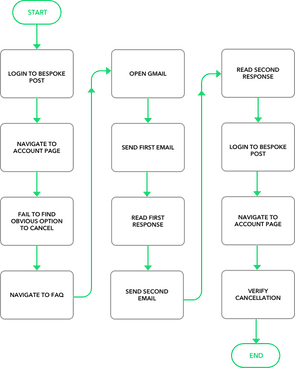 START
LOGIN TO BESPOKE
POST
NAVIGATE TO
ACCOUNT PAGE
FAIL TO FIND
OBVIOUS OPTION
TO CANCEL
NAVIGATE TO FAQ
OPEN GMAIL
SEND FIRST EMAIL
READ FIRST
RESPONSE
SEND SECOND
EMAIL
READ SECOND
RESPONSE
LOGIN TO BESPOKE
POST
NAVIGATE TO
ACCOUNT PAGE
VERIFY
CANCELLATION
END